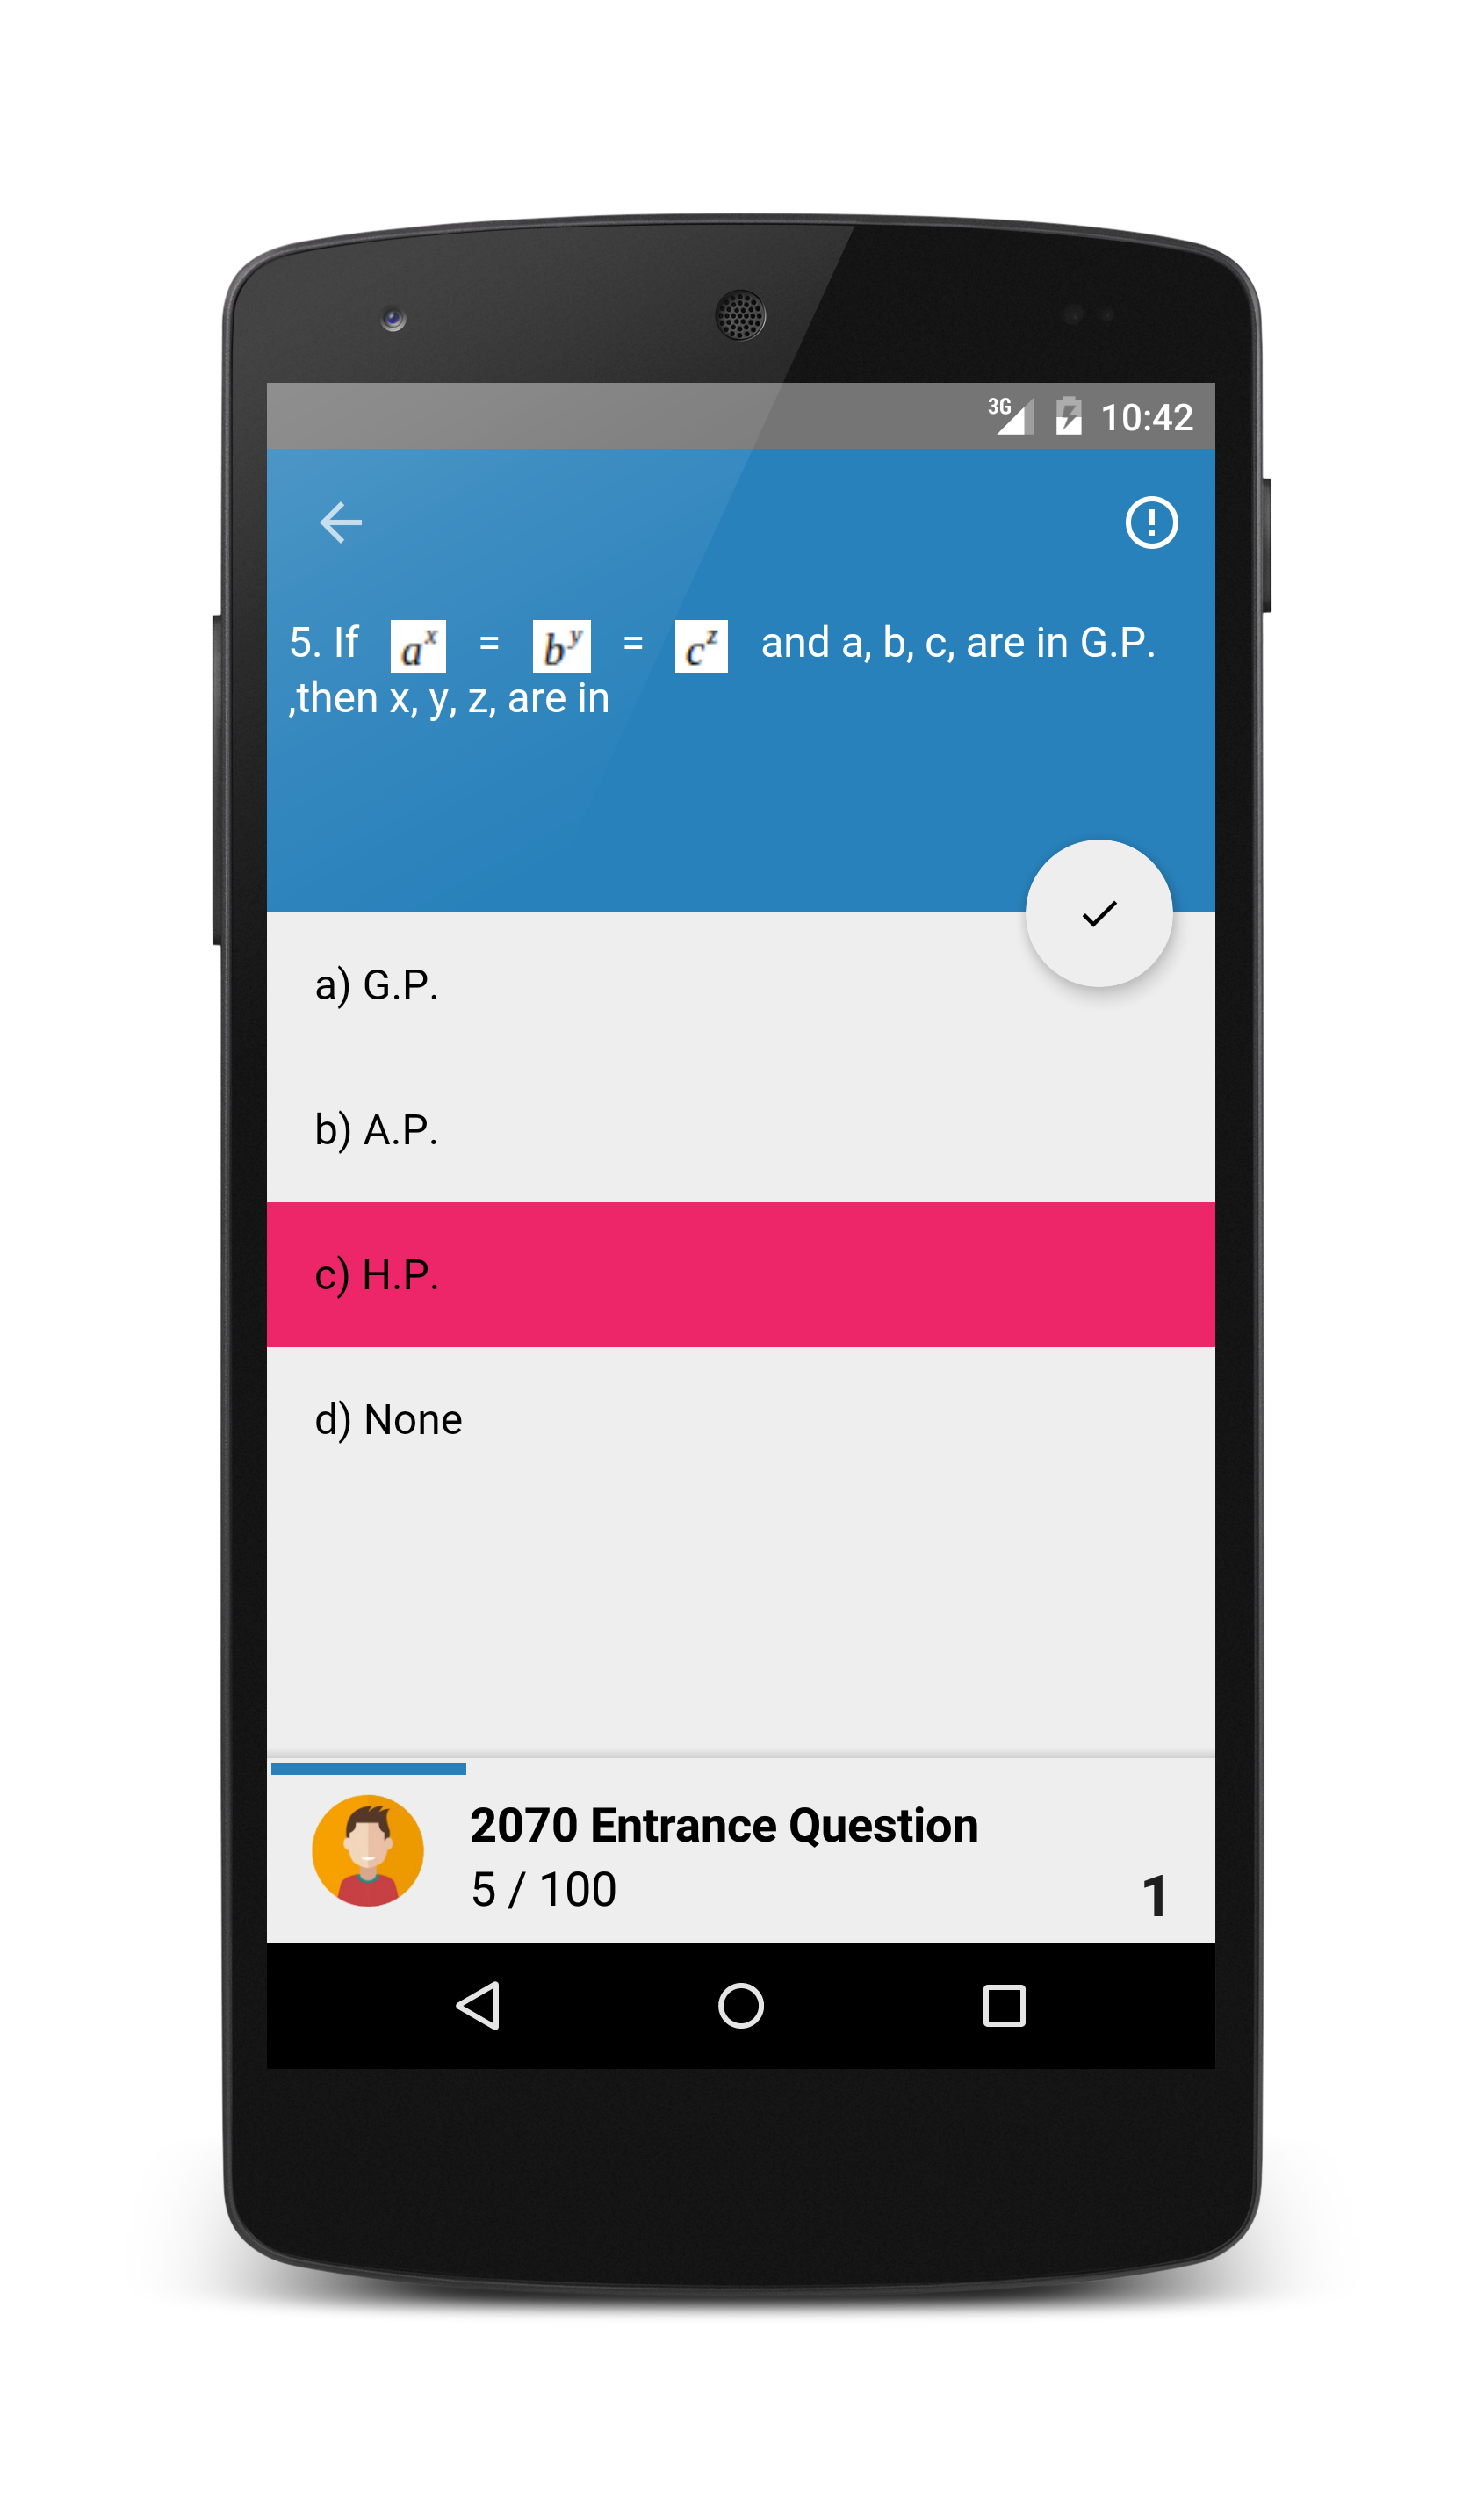 3G 10:42
5. If a^x = b^y = c^z and a, b, c, are in G.P.
,then x, y, z, are in
a) G.P.
b) A.P.
c) H.P.
d) None
2070 Entrance Question
5 / 100
1